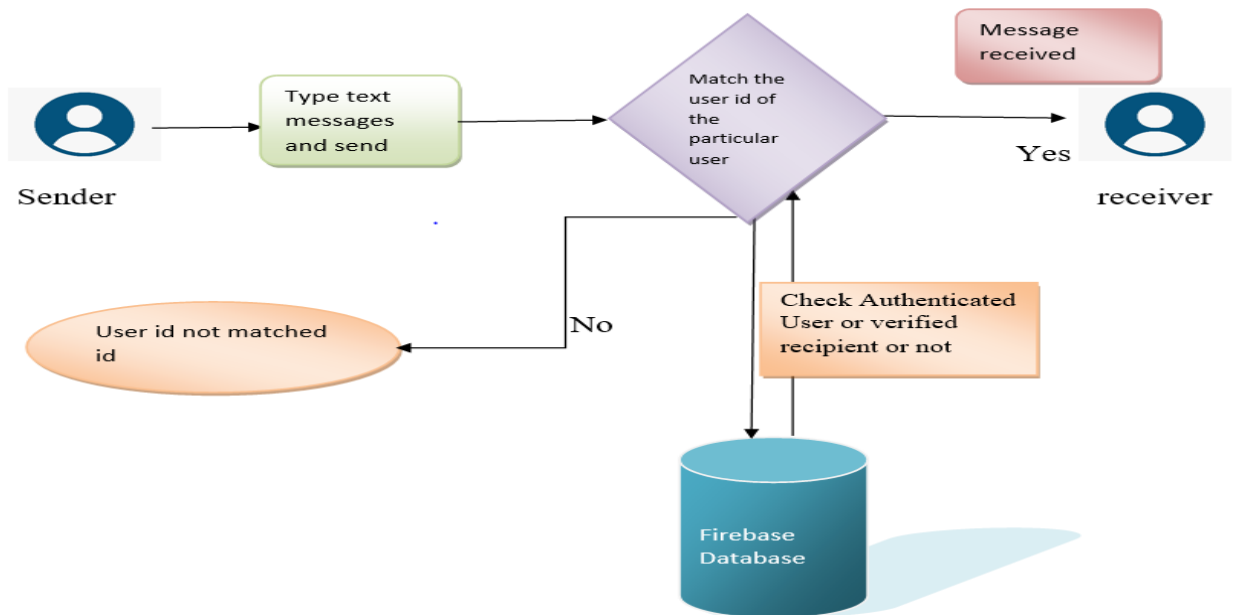 Sender
Type text
messages
and send
Match the
user id of
the
particular
user
Message
received
Yes
receiver
No
User id not matched
id
Check Authenticated
User or verified
recipient or not
Firebase
Database